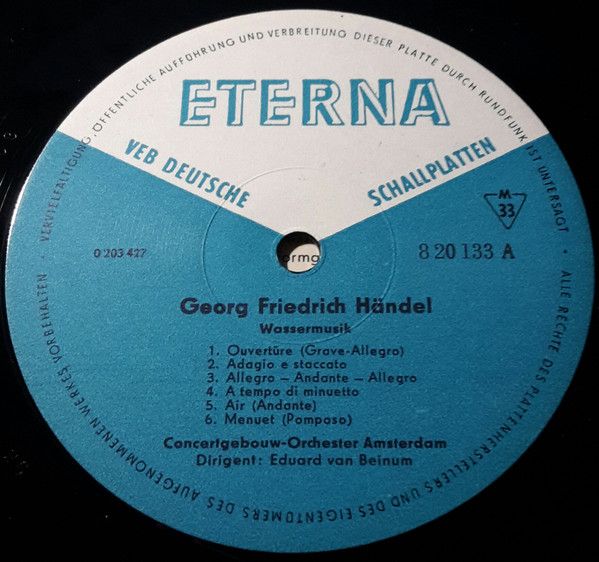 VERVIELFÄLTIGUNG, ÖFFENTLICHE AUFFÜHRUNG UND VERBREITUNG DIESER PLATTE DURCH RUNDFUNK IST UNTERSAGT • ALLE RECHTE DES PLATTENHERSTELLERS UND DES EIGENTÜMERS DES AUFGENOMMENEN WERKES VORBEHALTEN •
ETERNA
VEB DEUTSCHE SCHALLPLATTEN
M
33
0 203 427
8 20 133 A
ormg
Georg Friedrich Händel
Wassermusik
1. Ouvertüre (Grave-Allegro)
2. Adagio e staccato
3. Allegro – Andante – Allegro
4. A tempo di minuetto
5. Air (Andante)
6. Menuet (Pomposo)
Concertgebouw-Orchester Amsterdam
Dirigent: Eduard van Beinum